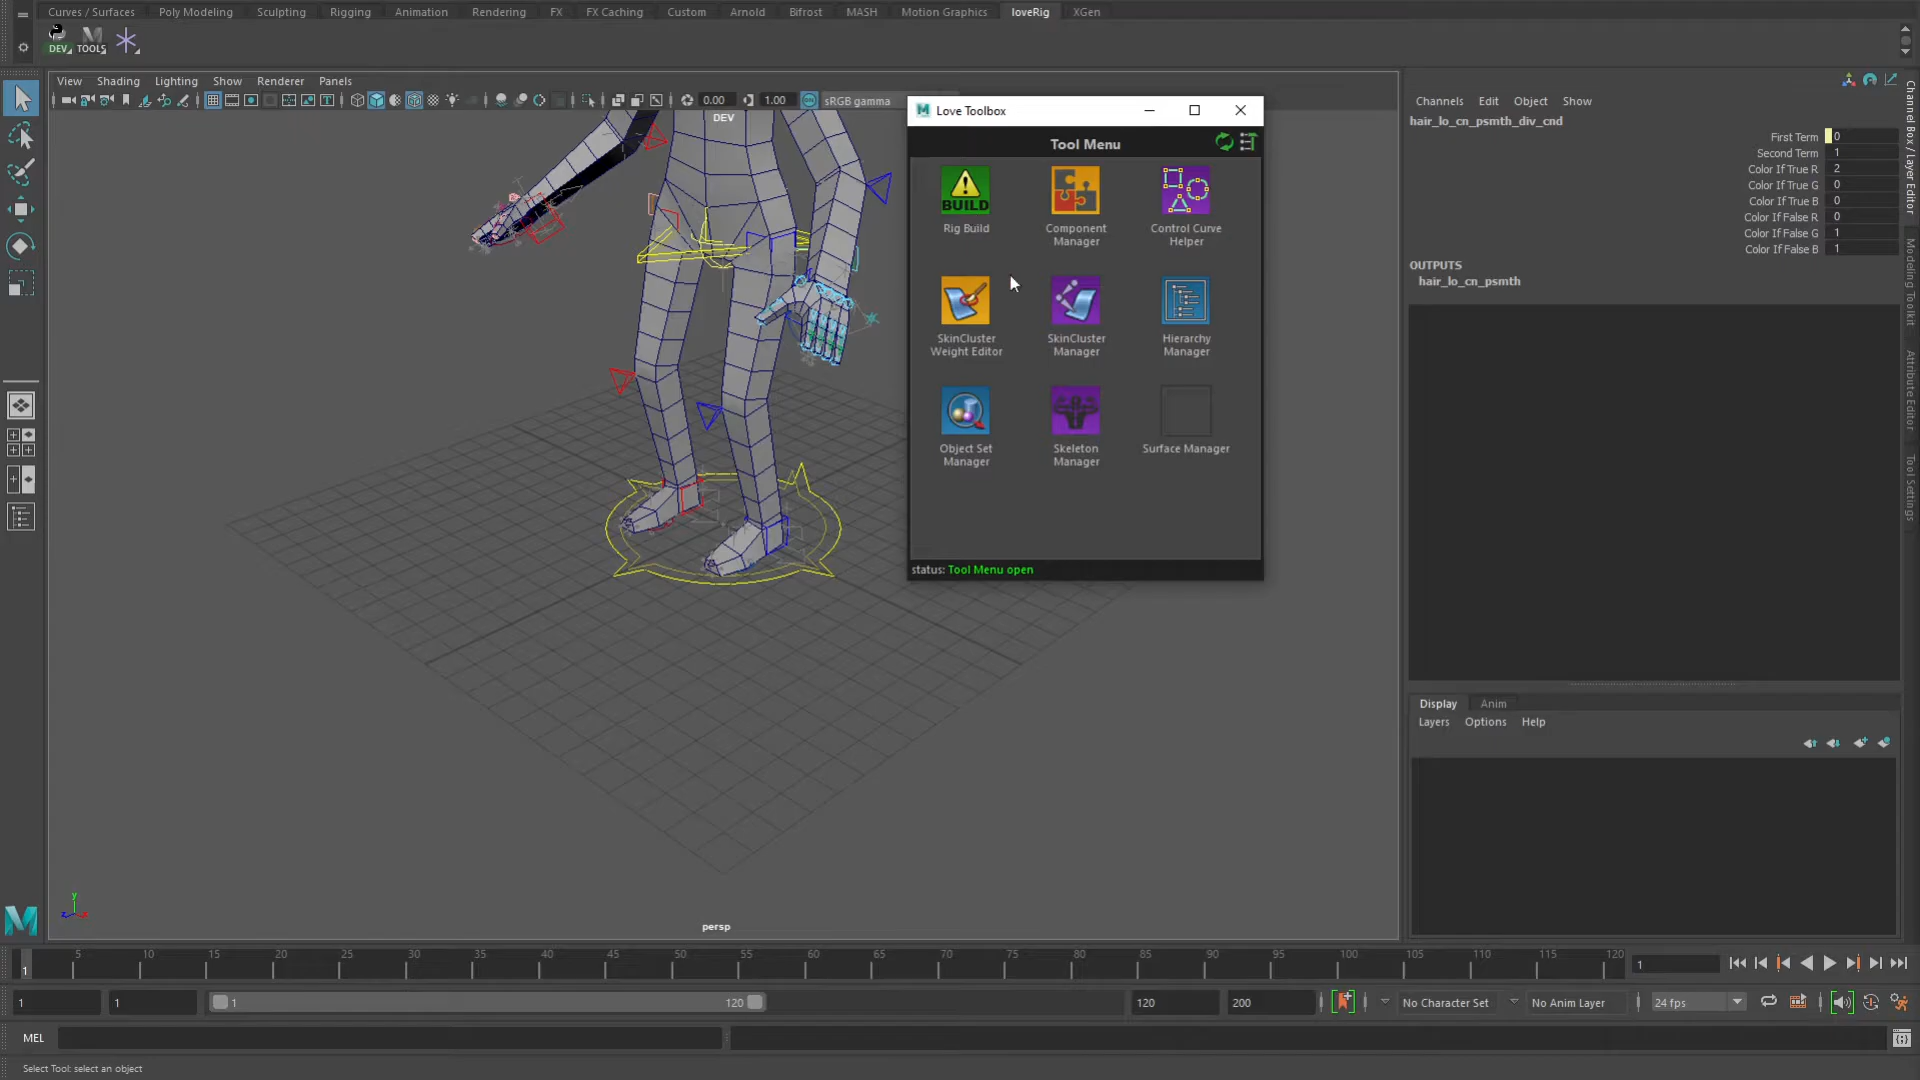 Curves / Surfaces Poly Modeling Sculpting Rigging Animation Rendering FX FX Caching Custom Arnold Bifrost MASH Motion Graphics loveRig XGen
DEV TOOLS
View Shading Lighting Show Renderer Panels
0.00 1.00 sRGB gamma
DEV
Love Toolbox
Tool Menu
BUILD
Rig Build
Component Manager
Control Curve Helper
SkinCluster Weight Editor
SkinCluster Manager
Hierarchy Manager
Object Set Manager
Skeleton Manager
Surface Manager
status: Tool Menu open
Channels Edit Object Show
hair_lo_cn_psmth_div_cnd
First Term 0
Second Term 1
Color If True R 2
Color If True G 0
Color If True B 0
Color If False R 0
Color If False G 1
Color If False B 1
OUTPUTS
hair_lo_cn_psmth
Channel Box / Layer Editor
Modeling Toolkit
Attribute Editor
Tool Settings
Display Anim
Layers Options Help
y
z x
persp
5 10 15 20 25 30 35 40 45 50 55 60 65 70 75 80 85 90 95 100 105 110 115 120
1 1
1 1 1 120 120 200 No Character Set No Anim Layer 24 fps
MEL
Select Tool: select an object